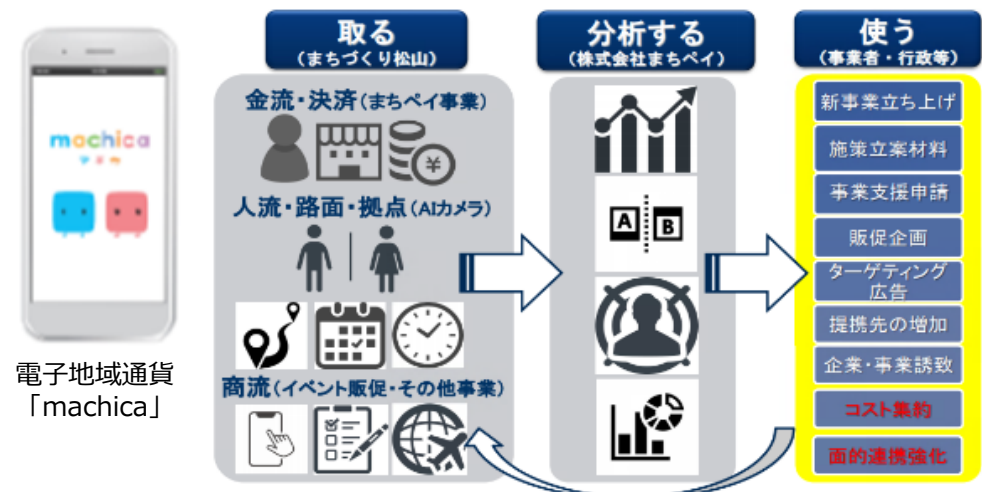 machica
マチカ
電子地域通貨
「machica」
取る
(まちづくり松山)
金流・決済(まちペイ事業)
¥
人流・路面・拠点(AIカメラ)
商流(イベント販促・その他事業)
分析する
(株式会社まちペイ)
A B
使う
(事業者・行政等)
新事業立ち上げ
施策立案材料
事業支援申請
販促企画
ターゲティング
広告
提携先の増加
企業・事業誘致
コスト集約
面的連携強化